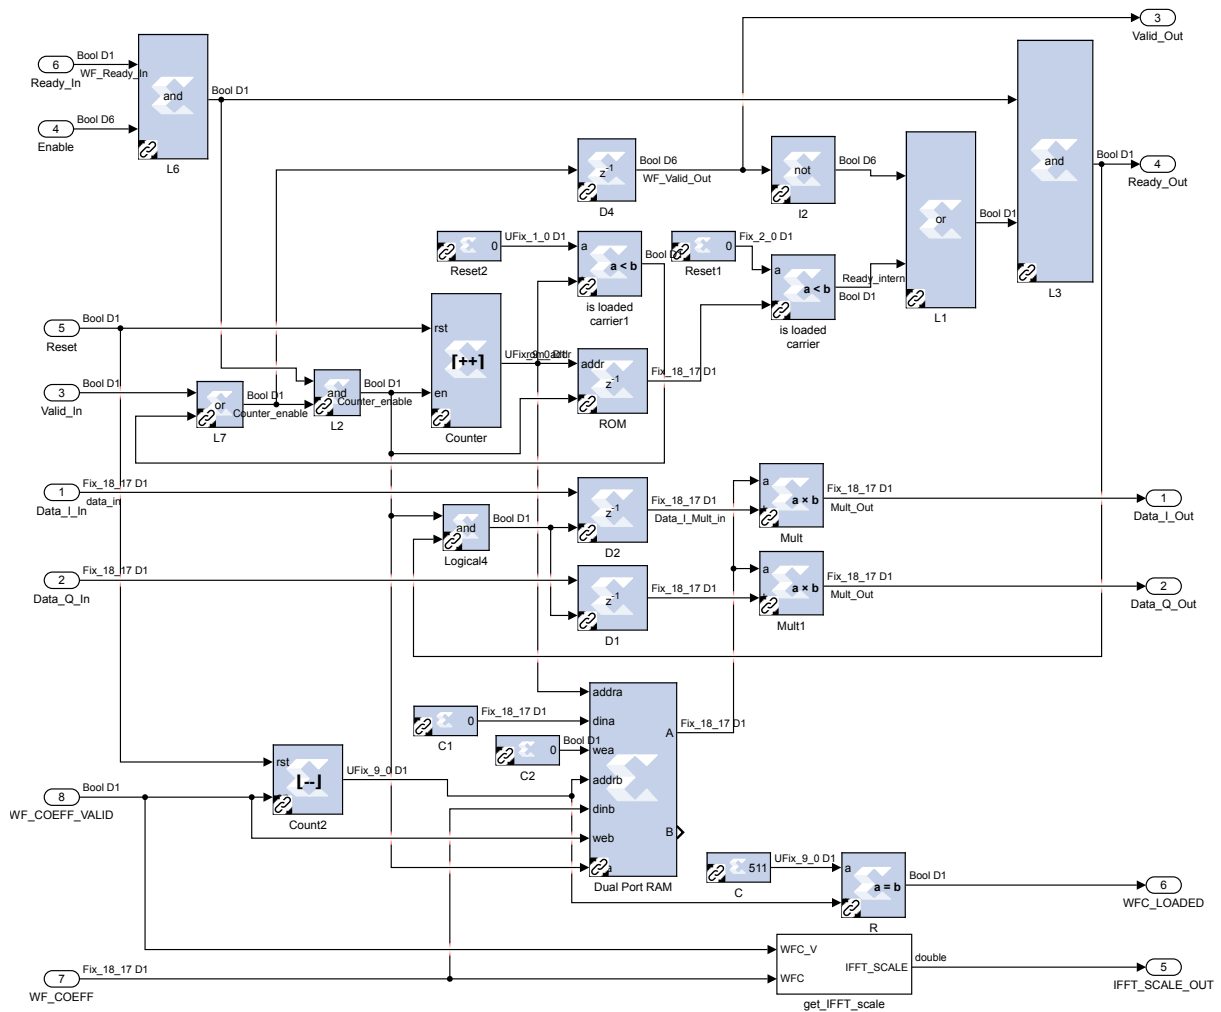 3
Valid_Out
6
Bool D1
WF_Ready_In
Ready_In
and
Bool D1
4
Bool D6
Enable
L6
and
Bool D1
4
Ready_Out
z-1
Bool D6
WF_Valid_Out
D4
not
Bool D6
I2
or
Bool D1
L1
L3
0
UFix_1_0 D1
Reset2
a
a < b
is loaded
carrier1
0
Fix_2_0 D1
Reset1
a
a < b
Ready_intern
Bool D1
is loaded
carrier
5
Bool D1
Reset
rst
[++]
en
Counter
addr
z-1
Fix_18_17 D1
ROM
3
Bool D1
Valid_In
or
Bool D1
Counter_enable
L7
and
Bool D1
Counter_enable
L2
1
Fix_18_17 D1
data_in
Data_I_In
z-1
Fix_18_17 D1
Data_I_Mult_in
D2
a
a × b
Fix_18_17 D1
Mult_Out
Mult
1
Data_I_Out
and
Bool D1
Logical4
2
Fix_18_17 D1
Data_Q_In
z-1
Fix_18_17 D1
D1
a
a × b
Fix_18_17 D1
Mult_Out
Mult1
2
Data_Q_Out
0
Fix_18_17 D1
C1
0
Bool D1
C2
addra
dina
wea
addrb
dinb
web
A
Fix_18_17 D1
B
Dual Port RAM
rst
[--]
UFix_9_0 D1
Count2
8
Bool D1
WF_COEFF_VALID
511
UFix_9_0 D1
C
a
a = b
Bool D1
R
6
WFC_LOADED
7
Fix_18_17 D1
WF_COEFF
WFC_V
WFC
IFFT_SCALE
double
get_IFFT_scale
5
IFFT_SCALE_OUT